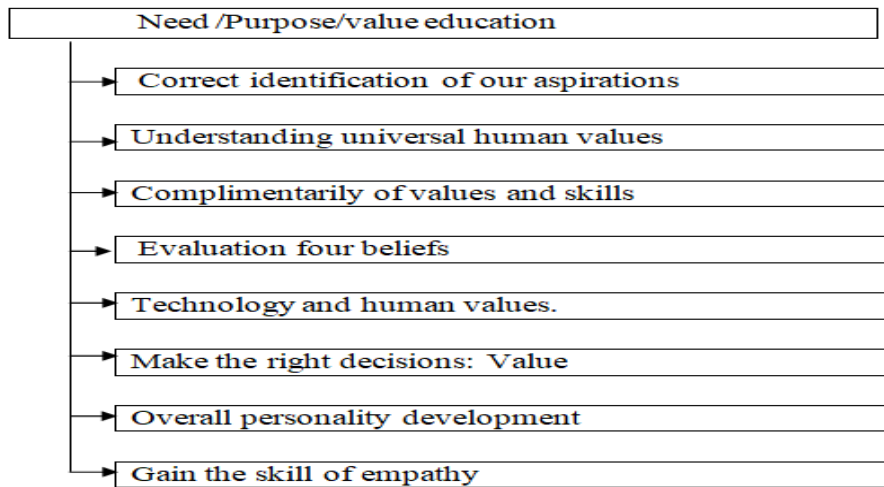 Need /Purpose/value education
Correct identification of our aspirations
Understanding universal human values
Complimentarily of values and skills
Evaluation four beliefs
Technology and human values.
Make the right decisions: Value
Overall personality development
Gain the skill of empathy